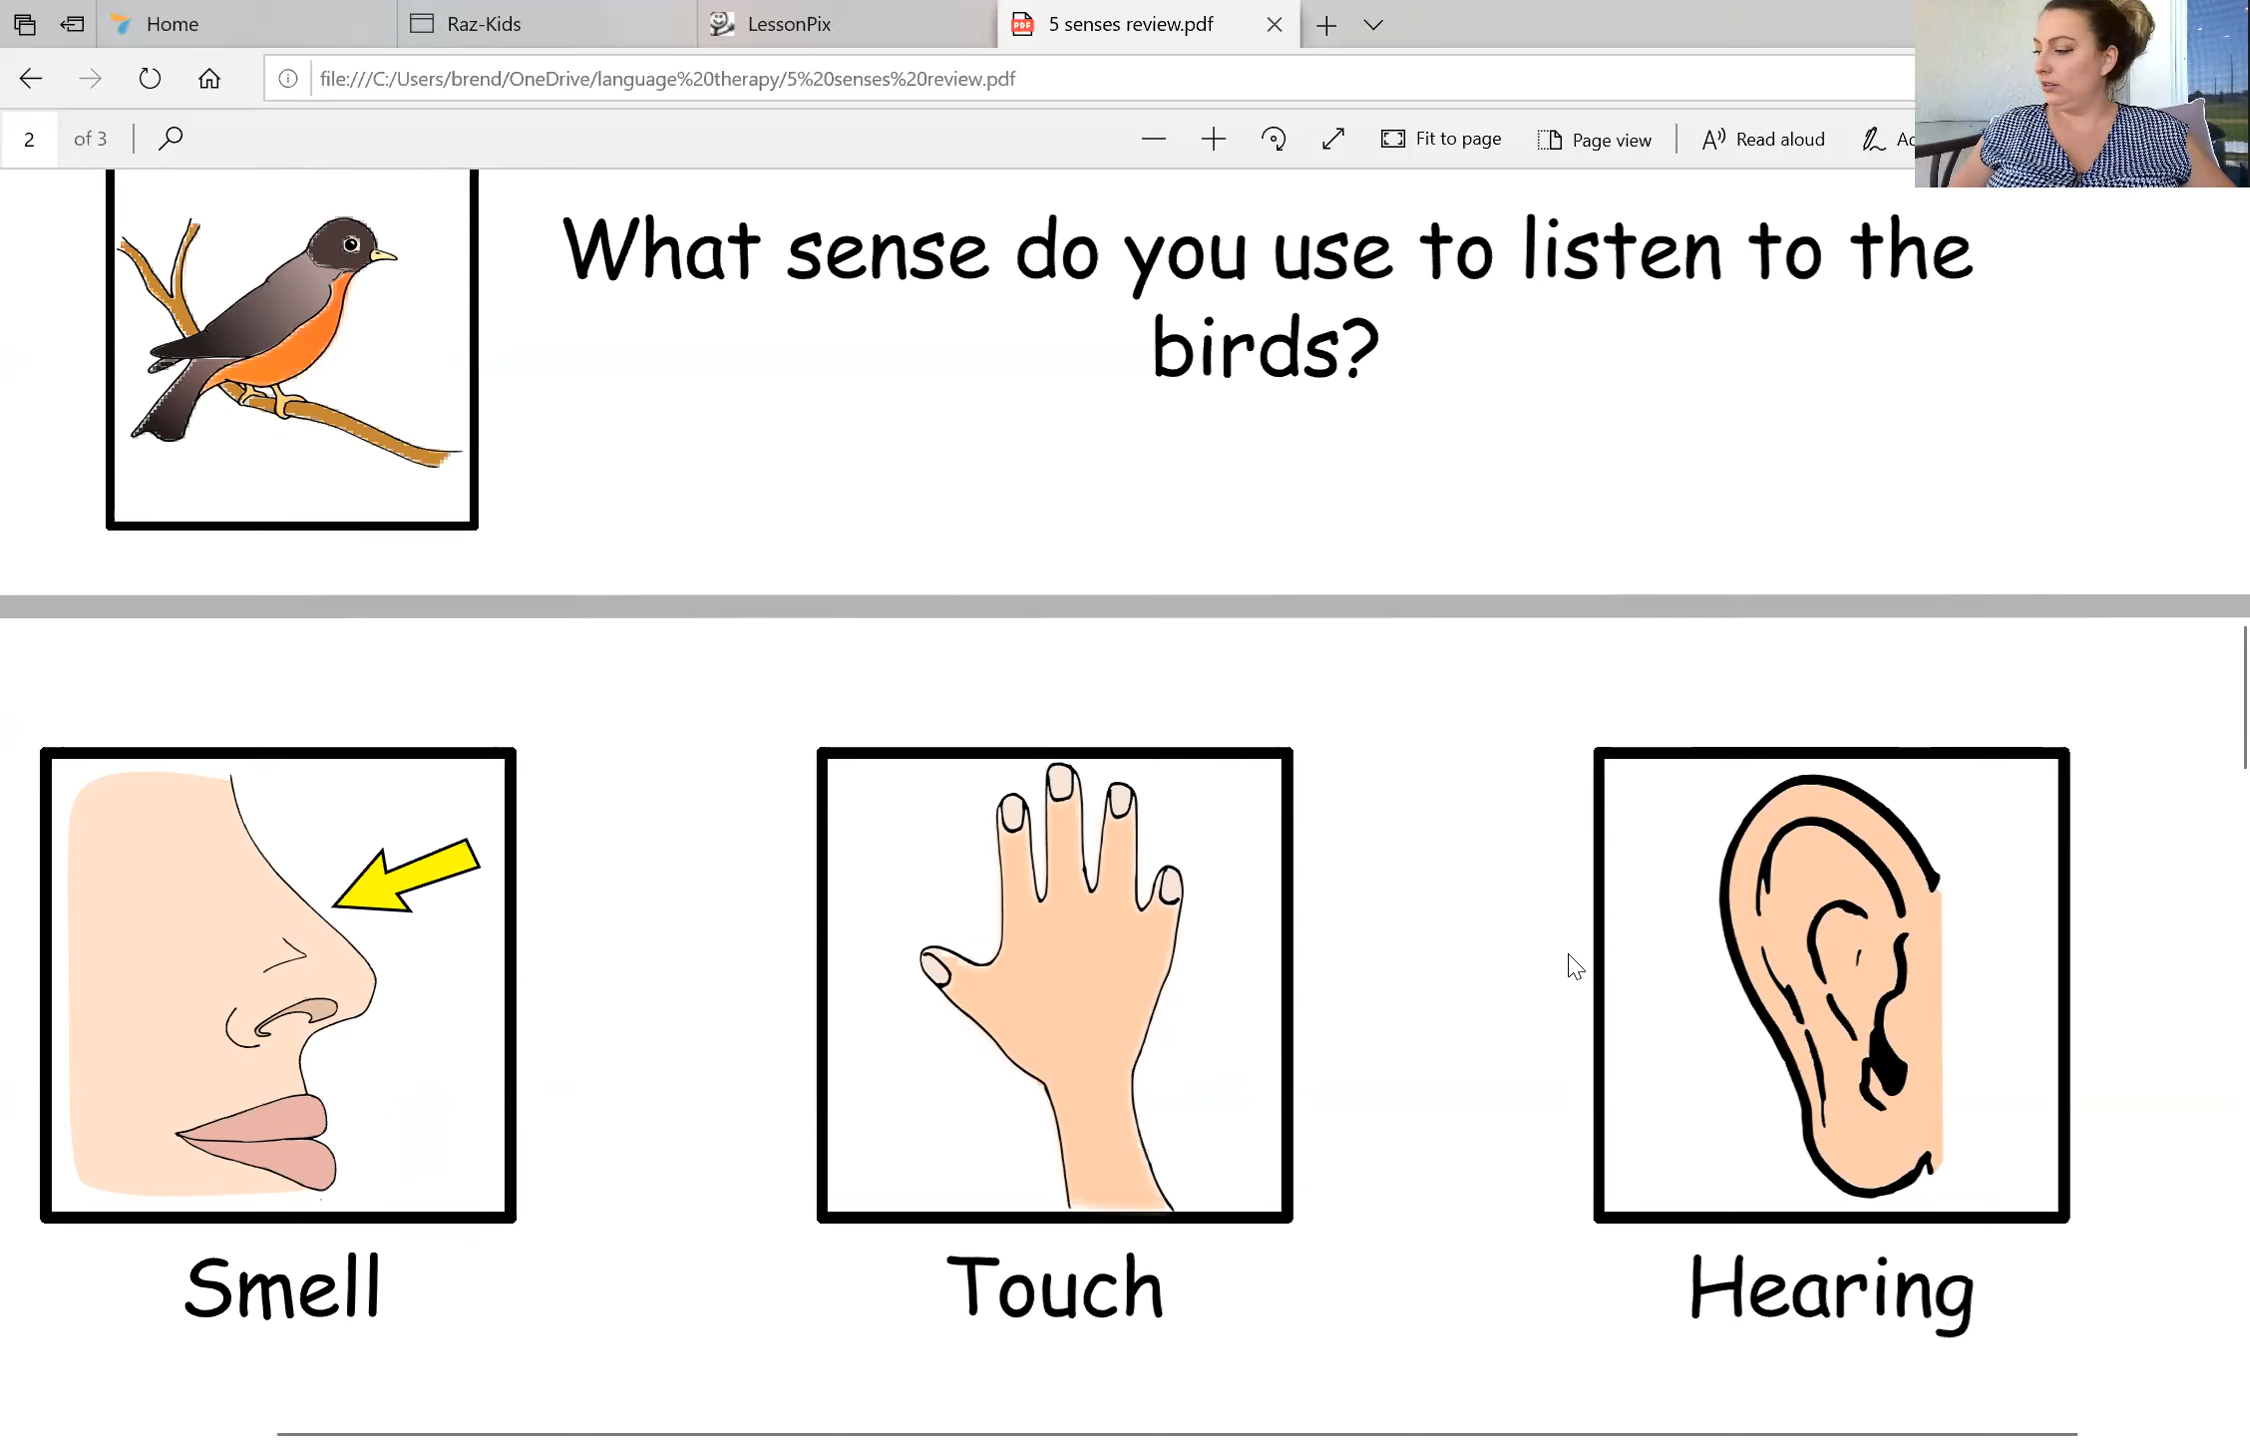 Home Raz-Kids LessonPix 5 senses review.pdf
file:///C:/Users/brend/OneDrive/language%20therapy/5%20senses%20review.pdf
2 of 3 Fit to page Page view Read aloud
What sense do you use to listen to the
birds?
Smell Touch Hearing